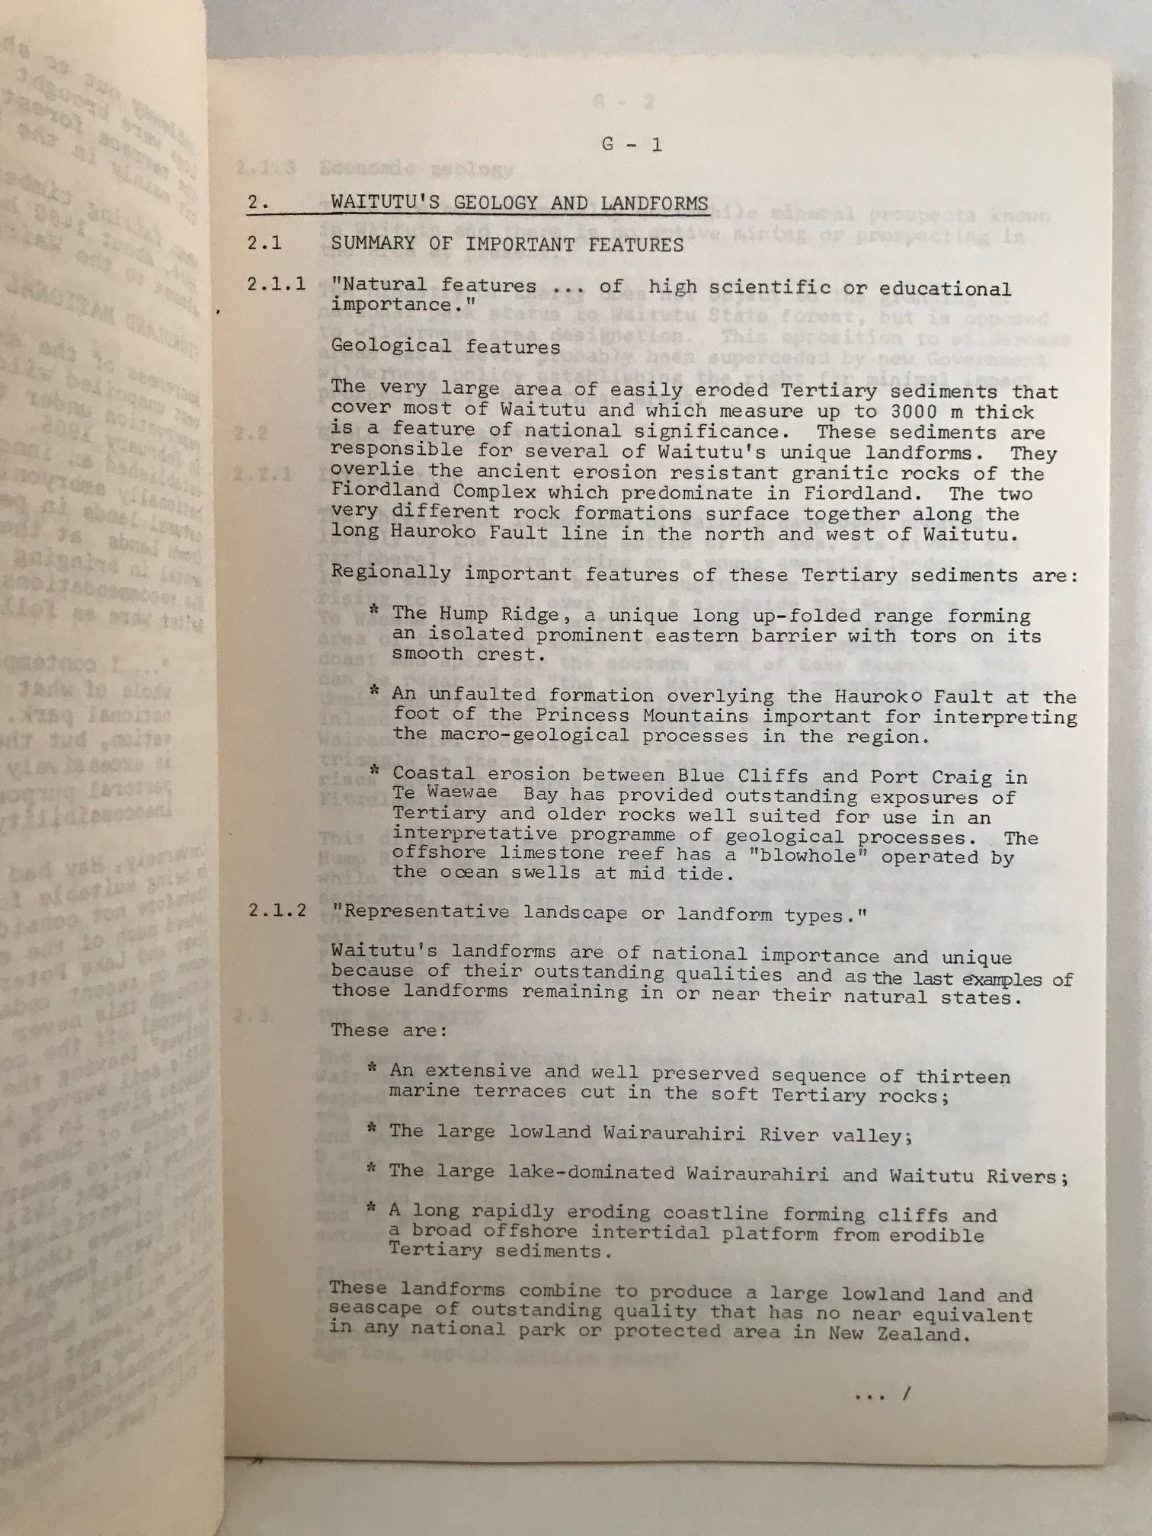 G - 1
2. WAITUTU'S GEOLOGY AND LANDFORMS
2.1 SUMMARY OF IMPORTANT FEATURES
2.1.1 "Natural features ... of high scientific or educational
importance."
Geological features
The very large area of easily eroded Tertiary sediments that
cover most of Waitutu and which measure up to 3000 m thick
is a feature of national significance. These sediments are
responsible for several of Waitutu's unique landforms. They
overlie the ancient erosion resistant granitic rocks of the
Fiordland Complex which predominate in Fiordland. The two
very different rock formations surface together along the
long Hauroko Fault line in the north and west of Waitutu.
Regionally important features of these Tertiary sediments are:
* The Hump Ridge, a unique long up-folded range forming
an isolated prominent eastern barrier with tors on its
smooth crest.
* An unfaulted formation overlying the Hauroko Fault at the
foot of the Princess Mountains important for interpreting
the macro-geological processes in the region.
* Coastal erosion between Blue Cliffs and Port Craig in
Te Waewae Bay has provided outstanding exposures of
Tertiary and older rocks well suited for use in an
interpretative programme of geological processes. The
offshore limestone reef has a "blowhole" operated by
the ocean swells at mid tide.
2.1.2 "Representative landscape or landform types."
Waitutu's landforms are of national importance and unique
because of their outstanding qualities and as the last examples of
those landforms remaining in or near their natural states.
These are:
* An extensive and well preserved sequence of thirteen
marine terraces cut in the soft Tertiary rocks;
* The large lowland Wairaurahiri River valley;
* The large lake-dominated Wairaurahiri and Waitutu Rivers;
* A long rapidly eroding coastline forming cliffs and
a broad offshore intertidal platform from erodible
Tertiary sediments.
These landforms combine to produce a large lowland land and
seascape of outstanding quality that has no near equivalent
in any national park or protected area in New Zealand.
... /